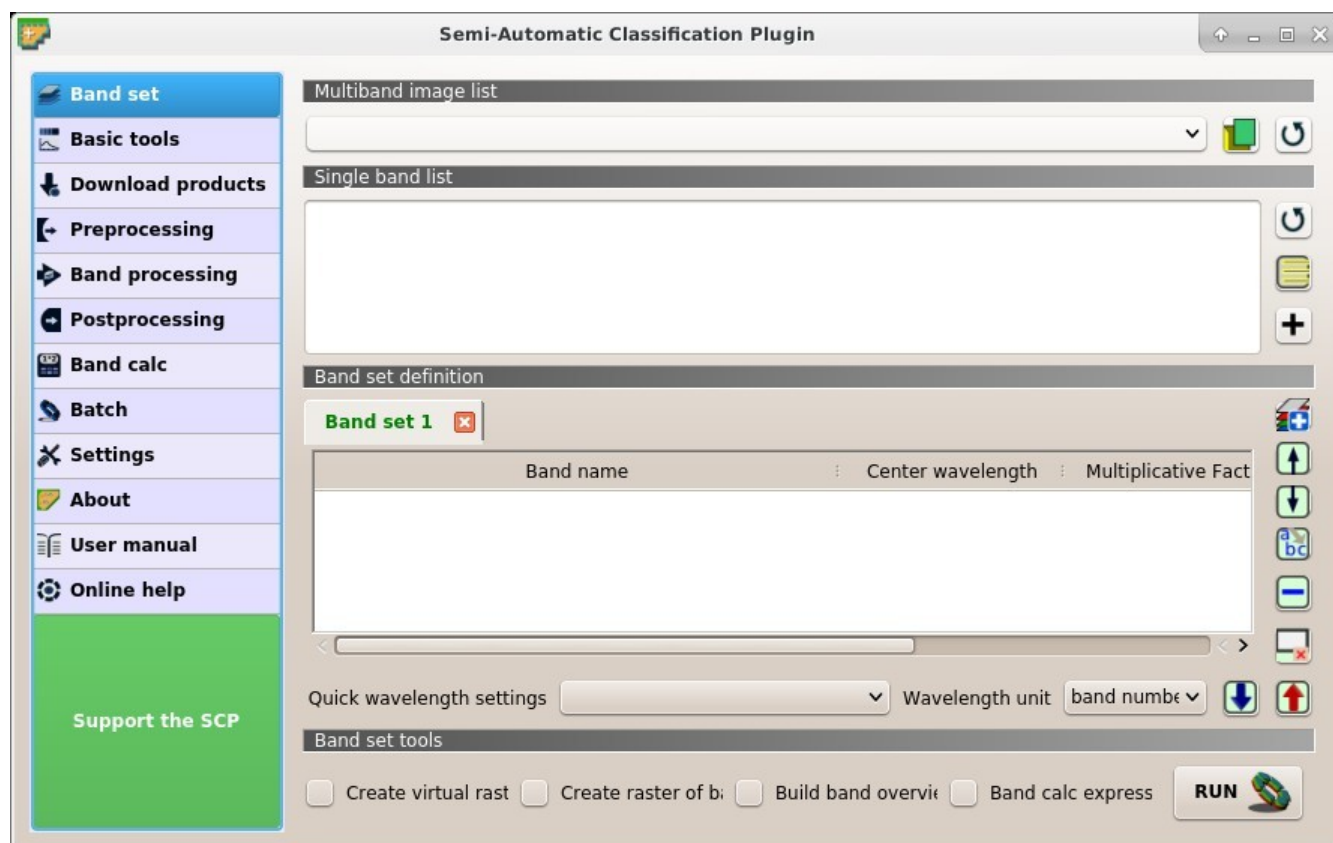 Semi-Automatic Classification Plugin
Band set
Basic tools
Download products
Preprocessing
Band processing
Postprocessing
Band calc
Batch
Settings
About
User manual
Online help
Support the SCP
Multiband image list
Single band list
Band set definition
Band set 1
Band name Center wavelength Multiplicative Fact
Quick wavelength settings Wavelength unit band numbe
Band set tools
Create virtual rast Create raster of ba Build band overvie Band calc express RUN